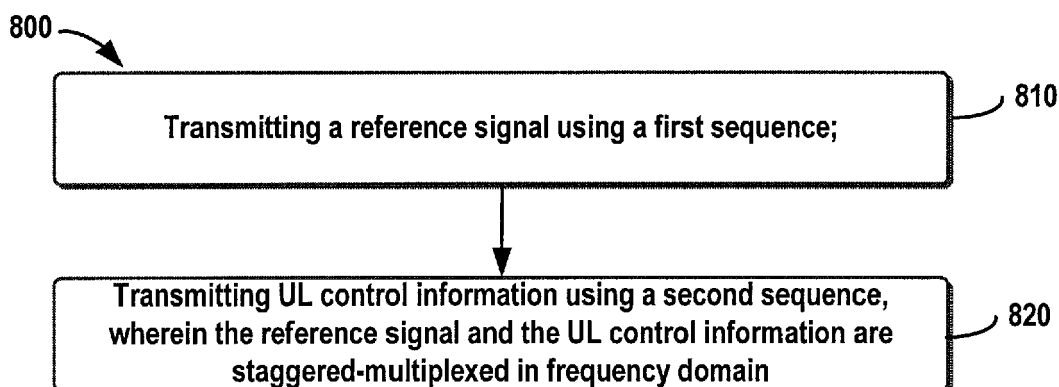 800
810
Transmitting a reference signal using a first sequence;
Transmitting UL control information using a second sequence,
wherein the reference signal and the UL control information are
staggered-multiplexed in frequency domain
820